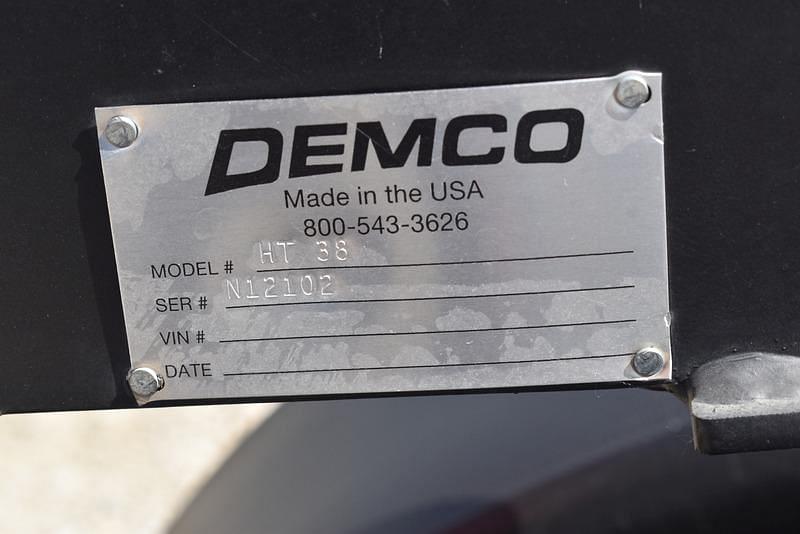 DEMCO
Made in the USA
800-543-3626
MODEL # HT 38
SER # N12102
VIN #
DATE